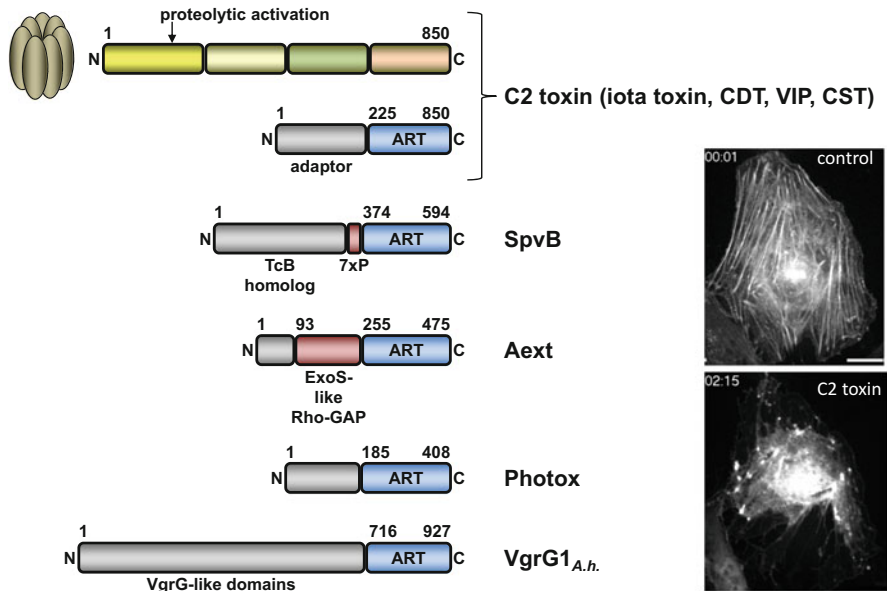 proteolytic activation
1 850
N C
C2 toxin (iota toxin, CDT, VIP, CST)
1 225 850
N ART C
adaptor
1 374 594
N ART C SpvB
TcB 7xP
homolog
1 93 255 475
N ART C Aext
ExoS-
like
Rho-GAP
1 185 408
N ART C Photox
1 716 927
N ART C VgrG1A.h.
VgrG-like domains
00:01 control
02:15 C2 toxin